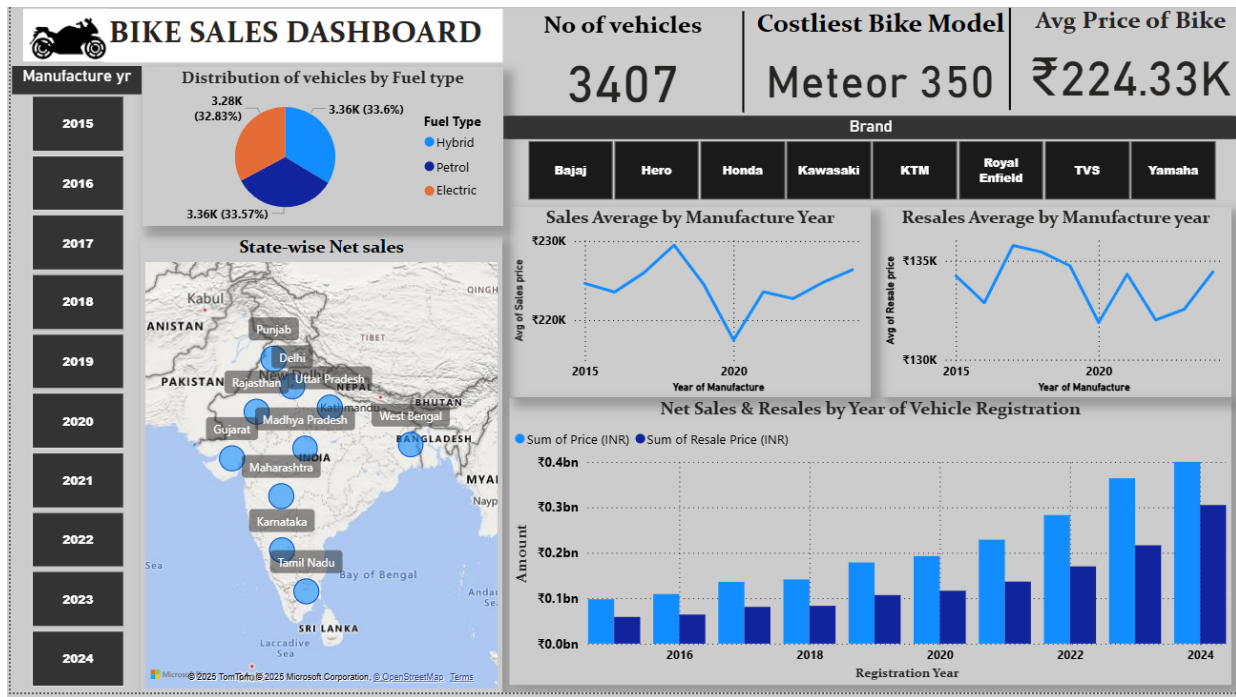 BIKE SALES DASHBOARD
No of vehicles
3407
Costliest Bike Model
Meteor 350
Avg Price of Bike
₹224.33K
Manufacture yr
2015
2016
2017
2018
2019
2020
2021
2022
2023
2024
Distribution of vehicles by Fuel type
3.28K
(32.83%)
3.36K (33.6%)
3.36K (33.57%)
Fuel Type
Hybrid
Petrol
Electric
Brand
Bajaj
Hero
Honda
Kawasaki
KTM
Royal
Enfield
TVS
Yamaha
State-wise Net sales
Kabul
QINGH
ANISTAN
Punjab
TIBET
Delhi
New Delhi
PAKISTAN
Rajasthan
Uttar Pradesh
NEPAL
Kathmandu
BHUTAN
Gujarat
Madhya Pradesh
West Bengal
BANGLADESH
INDIA
Maharashtra
MYAI
Nayp
Karnataka
Tamil Nadu
Sea
Bay of Bengal
Andar
Se
SRI LANKA
Laccadive
Sea
© 2025 TomTom, © 2025 Microsoft Corporation, © OpenStreetMap Terms
Sales Average by Manufacture Year
Avg of Sales price
₹230K
₹220K
2015
2020
Year of Manufacture
Resales Average by Manufacture year
Avg of Resale price
₹135K
₹130K
2015
2020
Year of Manufacture
Net Sales & Resales by Year of Vehicle Registration
Sum of Price (INR)
Sum of Resale Price (INR)
Amount
₹0.4bn
₹0.3bn
₹0.2bn
₹0.1bn
₹0.0bn
2016
2018
2020
2022
2024
Registration Year